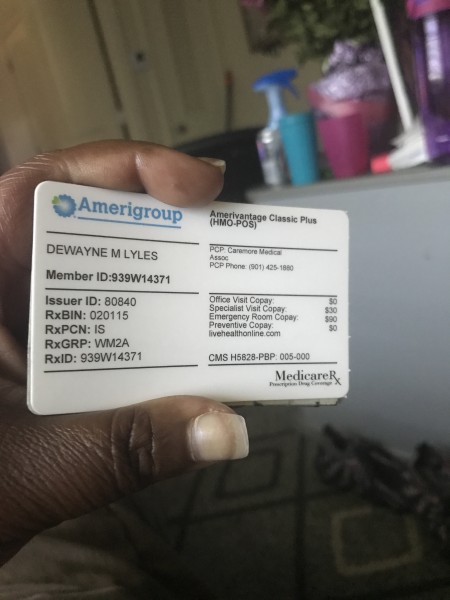 Amerigroup
Amerivantage Classic Plus
(HMO-POS)
DEWAYNE M LYLES
Member ID:939W14371
PCP: Caremore Medical
Assoc
PCP Phone: (901) 425-1880
Issuer ID: 80840
RxBIN: 020115
RxPCN: IS
RxGRP: WM2A
RxID: 939W14371
Office Visit Copay: $0
Specialist Visit Copay: $30
Emergency Room Copay: $90
Preventive Copay: $0
livehealthonline.com
CMS H5828-PBP: 005-000
MedicareRx
Prescription Drug Coverage